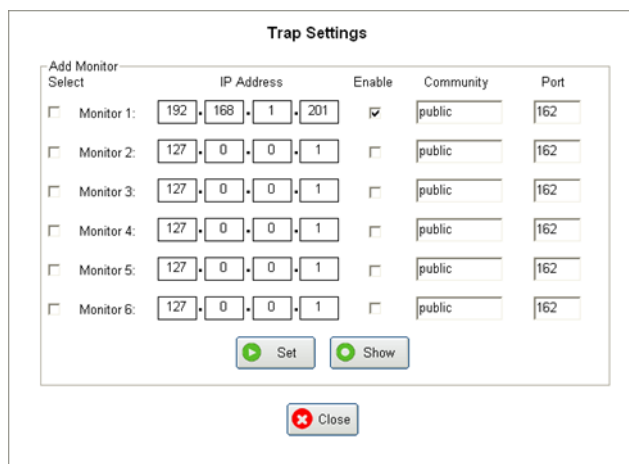 Trap Settings
Add Monitor
Select IP Address Enable Community Port
Monitor 1: 192 . 168 . 1 . 201 public 162
Monitor 2: 127 . 0 . 0 . 1 public 162
Monitor 3: 127 . 0 . 0 . 1 public 162
Monitor 4: 127 . 0 . 0 . 1 public 162
Monitor 5: 127 . 0 . 0 . 1 public 162
Monitor 6: 127 . 0 . 0 . 1 public 162
Set Show
Close